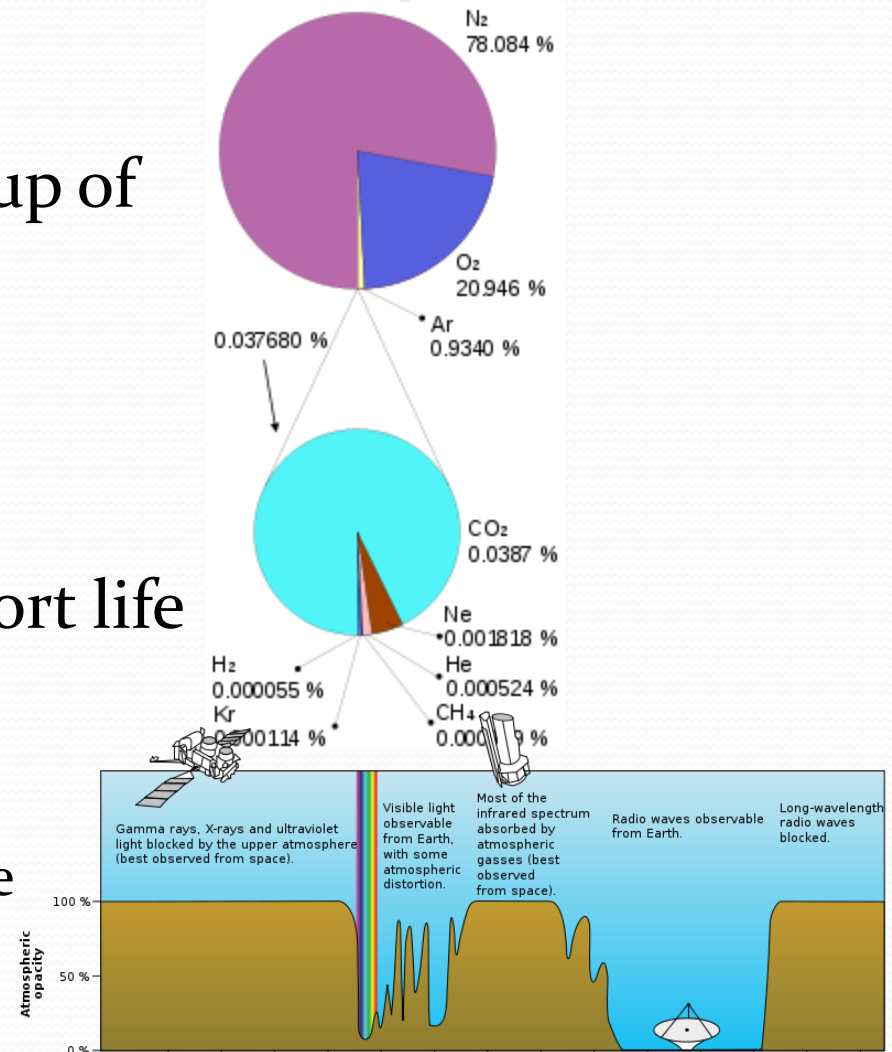 N₂
78.084 %
up of
O₂
20.946 %
Ar
0.9340 %
0.037680 %
CO₂
0.0387 %
ort life
Ne
0.001818 %
H₂
0.000055 %
He
0.000524 %
Kr
0.000114 %
CH₄
Gamma rays, X-rays and ultraviolet
light blocked by the upper atmosphere
(best observed from space).
Visible light
observable
from Earth,
with some
atmospheric
distortion.
Most of the
infrared spectrum
absorbed by
atmospheric
gasses (best
observed
from space).
Radio waves observable
from Earth.
Long-wavelength
radio waves
blocked.
e
Atmospheric
opacity
100 %
50 %
0 %